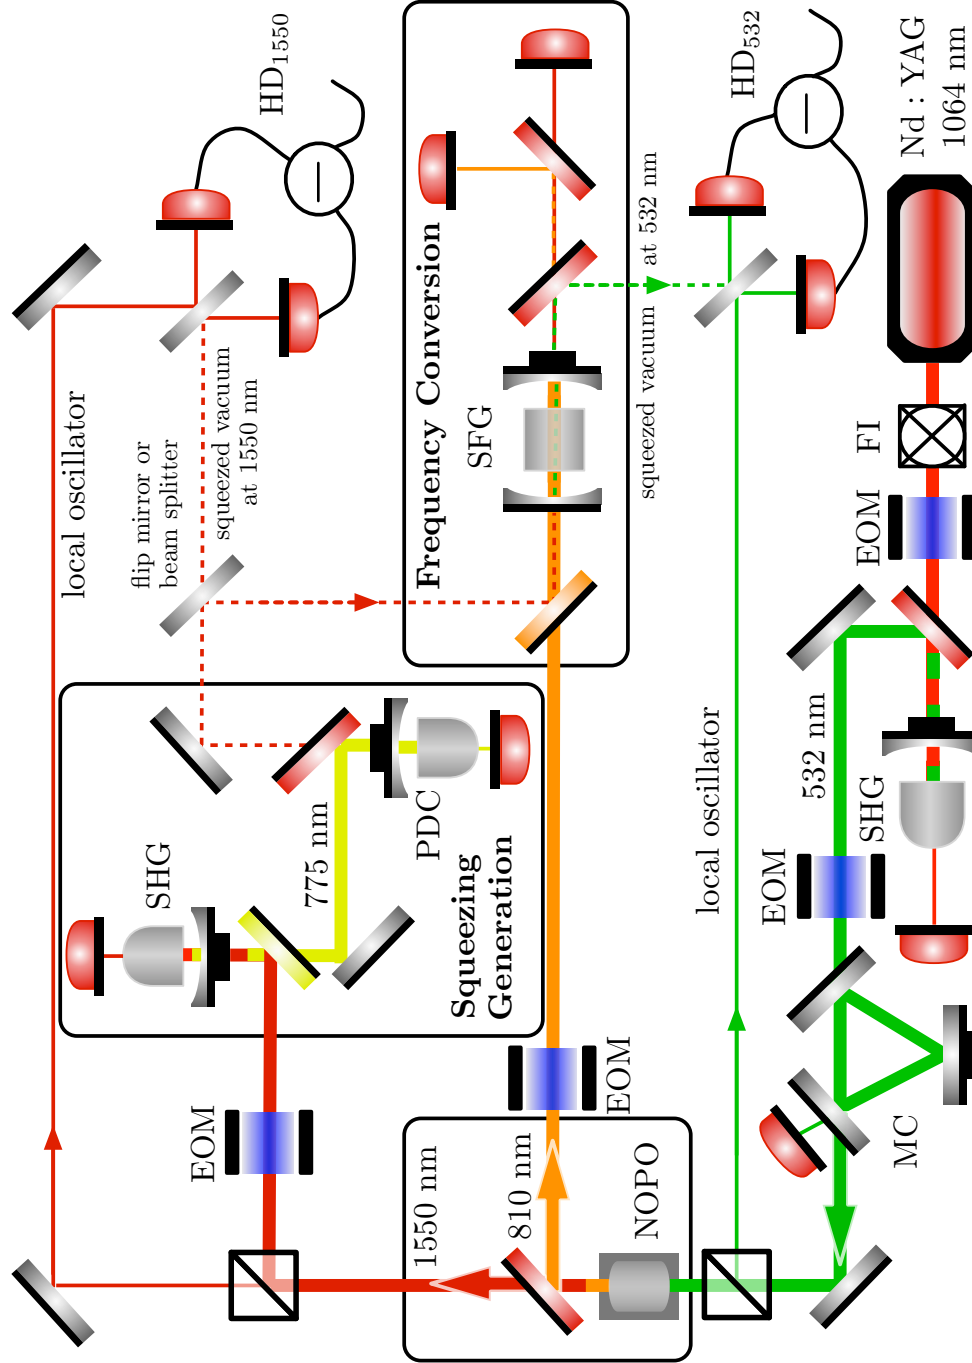 HD1550
local oscillator
flip mirror or
beam splitter
squeezed vacuum
at 1550 nm
Frequency Conversion
SFG
squeezed vacuum
at 532 nm
HD532
Nd : YAG
1064 nm
FI
EOM
SHG
775 nm
PDC
Squeezing
Generation
EOM
1550 nm
810 nm
NOPO
EOM
local oscillator
532 nm
SHG
EOM
MC